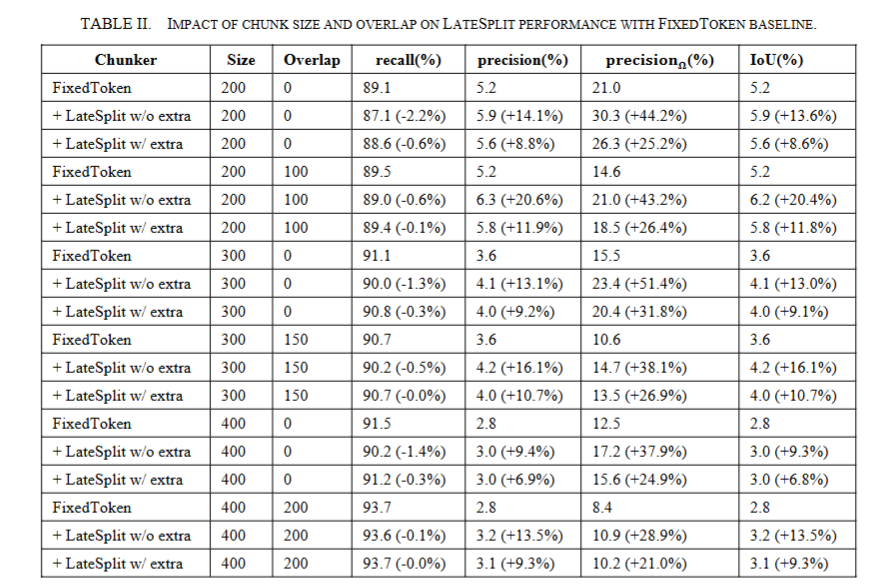 TABLE II. IMPACT OF CHUNK SIZE AND OVERLAP ON LATESPLIT PERFORMANCE WITH FIXEDTOKEN BASELINE.
Chunker Size Overlap recall(%) precision(%) precisionΩ(%) IoU(%)
FixedToken 200 0 89.1 5.2 21.0 5.2
+ LateSplit w/o extra 200 0 87.1 (-2.2%) 5.9 (+14.1%) 30.3 (+44.2%) 5.9 (+13.6%)
+ LateSplit w/ extra 200 0 88.6 (-0.6%) 5.6 (+8.8%) 26.3 (+25.2%) 5.6 (+8.6%)
FixedToken 200 100 89.5 5.2 14.6 5.2
+ LateSplit w/o extra 200 100 89.0 (-0.6%) 6.3 (+20.6%) 21.0 (+43.2%) 6.2 (+20.4%)
+ LateSplit w/ extra 200 100 89.4 (-0.1%) 5.8 (+11.9%) 18.5 (+26.4%) 5.8 (+11.8%)
FixedToken 300 0 91.1 3.6 15.5 3.6
+ LateSplit w/o extra 300 0 90.0 (-1.3%) 4.1 (+13.1%) 23.4 (+51.4%) 4.1 (+13.0%)
+ LateSplit w/ extra 300 0 90.8 (-0.3%) 4.0 (+9.2%) 20.4 (+31.8%) 4.0 (+9.1%)
FixedToken 300 150 90.7 3.6 10.6 3.6
+ LateSplit w/o extra 300 150 90.2 (-0.5%) 4.2 (+16.1%) 14.7 (+38.1%) 4.2 (+16.1%)
+ LateSplit w/ extra 300 150 90.7 (-0.0%) 4.0 (+10.7%) 13.5 (+26.9%) 4.0 (+10.7%)
FixedToken 400 0 91.5 2.8 12.5 2.8
+ LateSplit w/o extra 400 0 90.2 (-1.4%) 3.0 (+9.4%) 17.2 (+37.9%) 3.0 (+9.3%)
+ LateSplit w/ extra 400 0 91.2 (-0.3%) 3.0 (+6.9%) 15.6 (+24.9%) 3.0 (+6.8%)
FixedToken 400 200 93.7 2.8 8.4 2.8
+ LateSplit w/o extra 400 200 93.6 (-0.1%) 3.2 (+13.5%) 10.9 (+28.9%) 3.2 (+13.5%)
+ LateSplit w/ extra 400 200 93.7 (-0.0%) 3.1 (+9.3%) 10.2 (+21.0%) 3.1 (+9.3%)